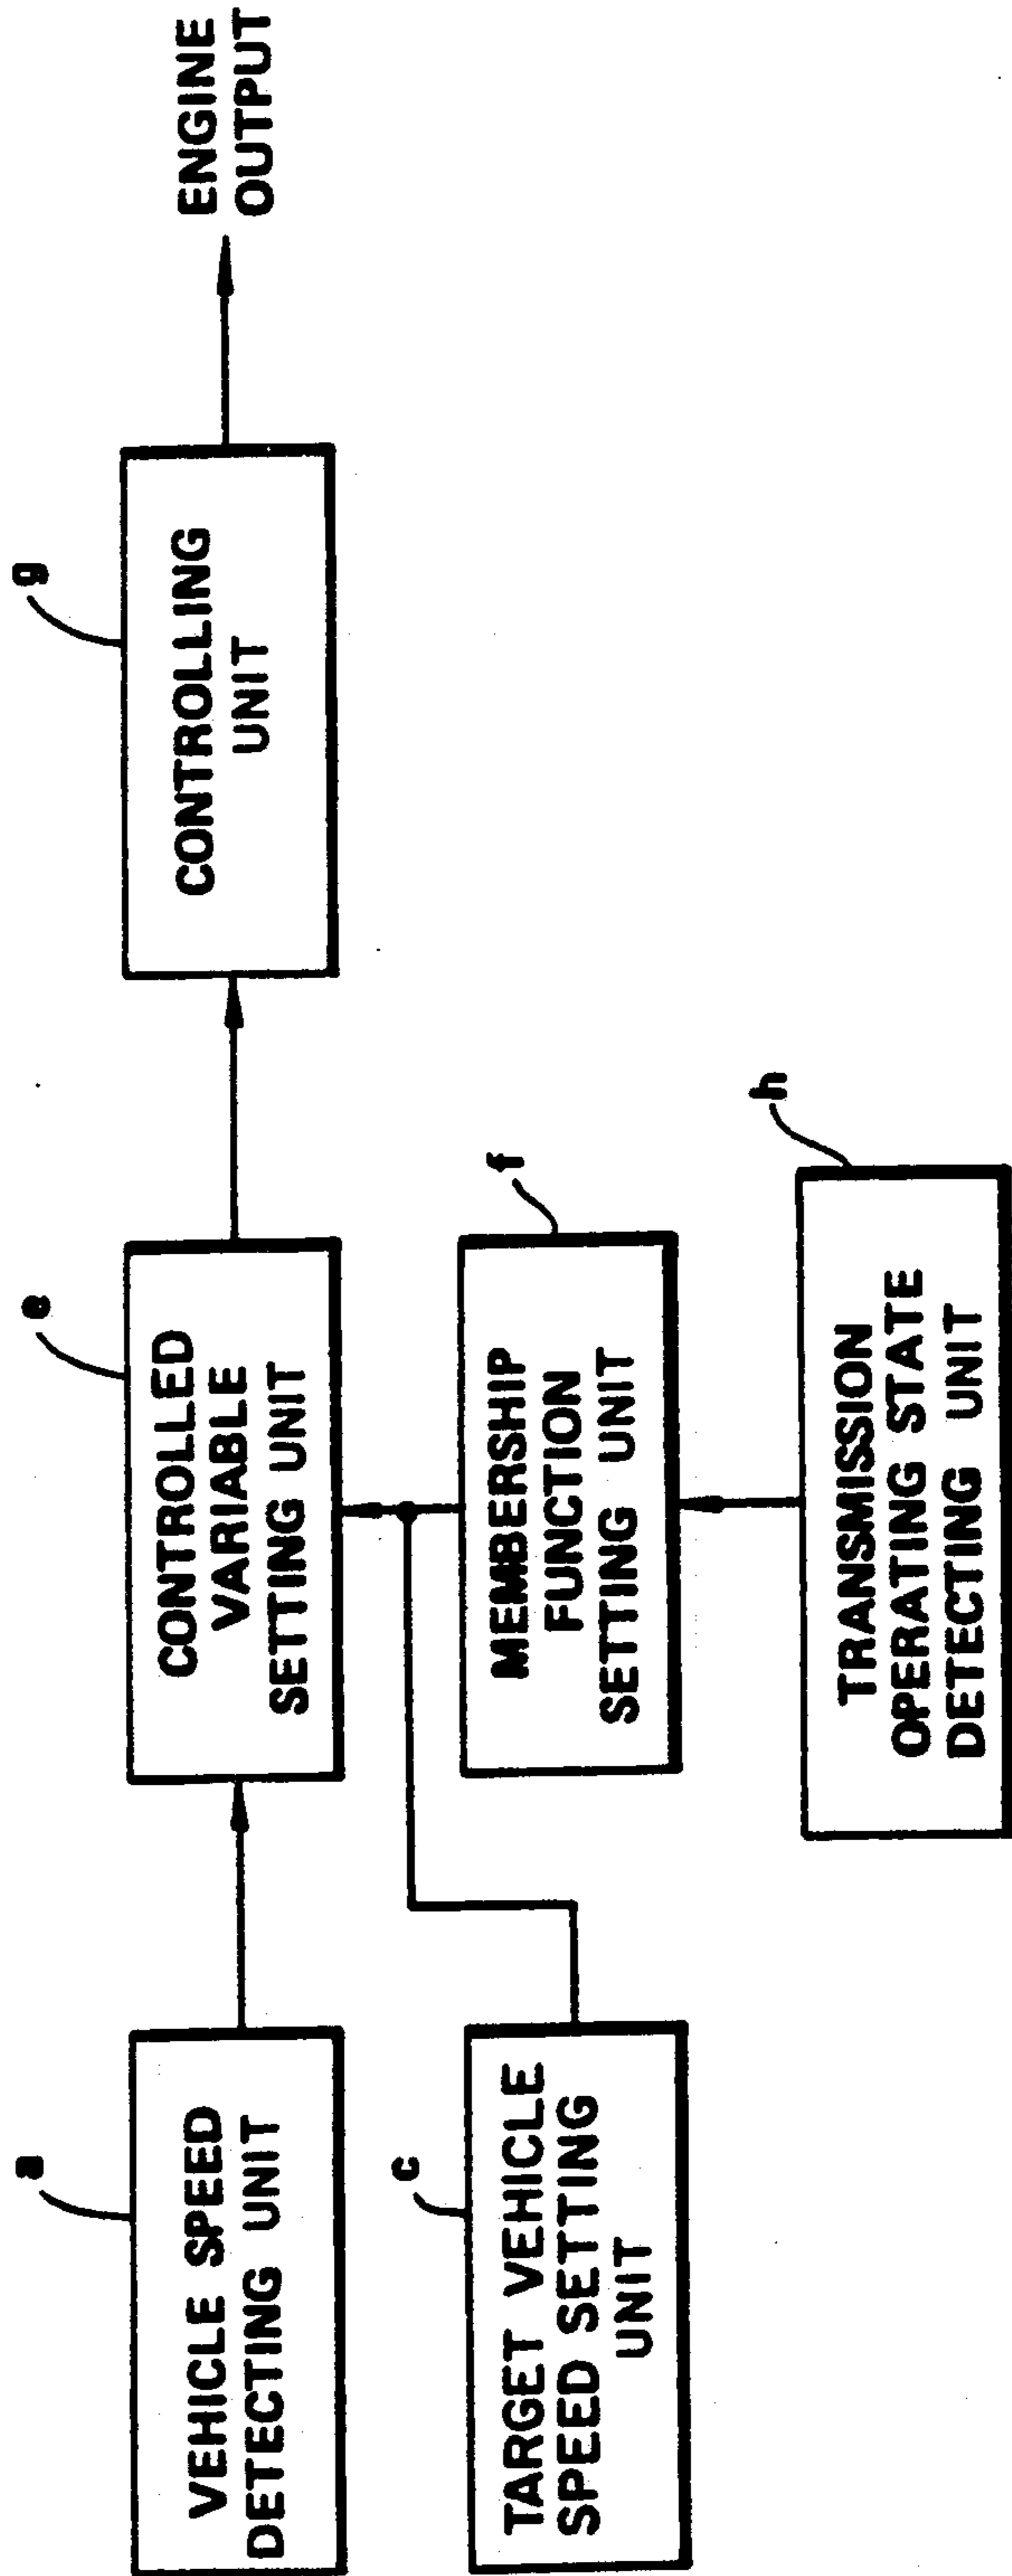 a
VEHICLE SPEED
DETECTING UNIT
c
TARGET VEHICLE
SPEED SETTING
UNIT
e
CONTROLLED
VARIABLE
SETTING UNIT
f
MEMBERSHIP
FUNCTION
SETTING UNIT
h
TRANSMISSION
OPERATING STATE
DETECTING UNIT
g
CONTROLLING
UNIT
ENGINE
OUTPUT